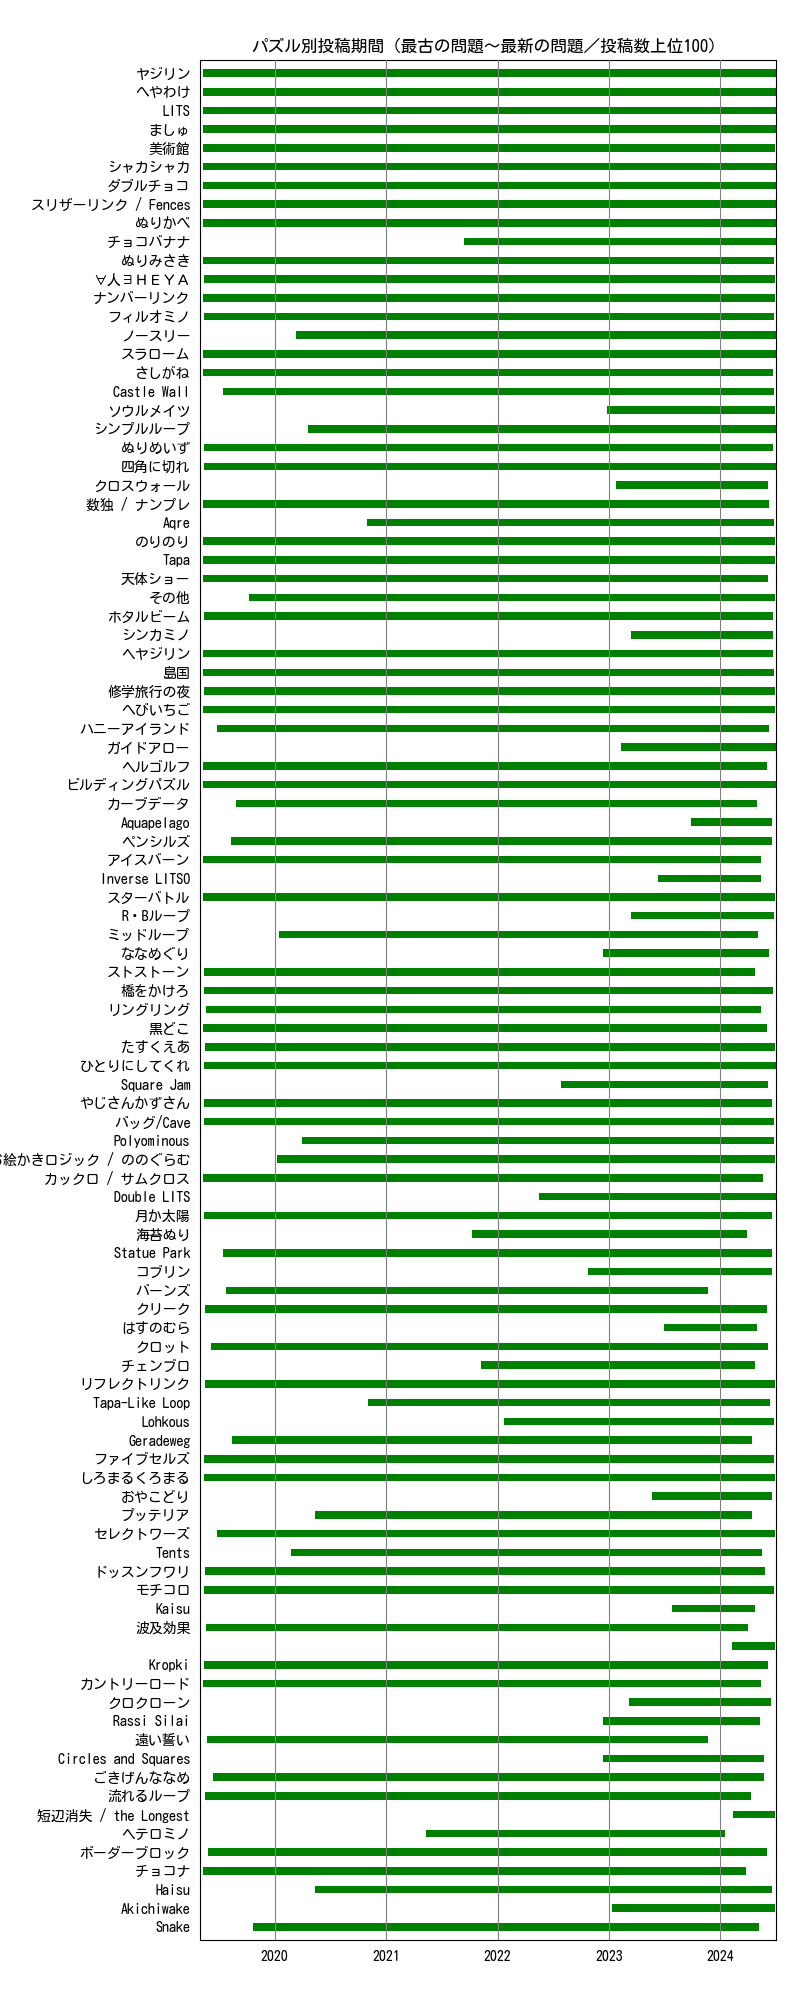 パズル別投稿期間（最古の問題～最新の問題／投稿数上位100）
ヤジリン
へやわけ
LITS
ましゅ
美術館
シャカシャカ
ダブルチョコ
スリザーリンク / Fences
ぬりかべ
チョコバナナ
ぬりみさき
∀人∃ＨＥＹＡ
ナンバーリンク
フィルオミノ
ノースリー
スラローム
さしがね
Castle Wall
ソウルメイツ
シンプルループ
ぬりめいず
四角に切れ
クロスウォール
数独 / ナンプレ
Aqre
のりのり
Tapa
天体ショー
その他
ホタルビーム
シンカミノ
ヘヤジリン
島国
修学旅行の夜
へびいちご
ハニーアイランド
ガイドアロー
ヘルゴルフ
ビルディングパズル
カーブデータ
Aquapelago
ペンシルズ
アイスバーン
Inverse LITSO
スターバトル
R・Bループ
ミッドループ
ななめぐり
ストストーン
橋をかけろ
リングリング
黒どこ
たすくえあ
ひとりにしてくれ
Square Jam
やじさんかずさん
バッグ/Cave
Polyominous
絵かきロジック / ののぐらむ
カックロ / サムクロス
Double LITS
月か太陽
海苔ぬり
Statue Park
コブリン
バーンズ
クリーク
はすのむら
クロット
チェンブロ
リフレクトリンク
Tapa-Like Loop
Lohkous
Geradeweg
ファイブセルズ
しろまるくろまる
おやこどり
プッテリア
セレクトワーズ
Tents
ドッスンフワリ
モチコロ
Kaisu
波及効果
Kropki
カントリーロード
クロクローン
Rassi Silai
遠い誓い
Circles and Squares
ごきげんななめ
流れるループ
短辺消失 / the Longest
ヘテロミノ
ボーダーブロック
チョコナ
Haisu
Akichiwake
Snake
2020 2021 2022 2023 2024